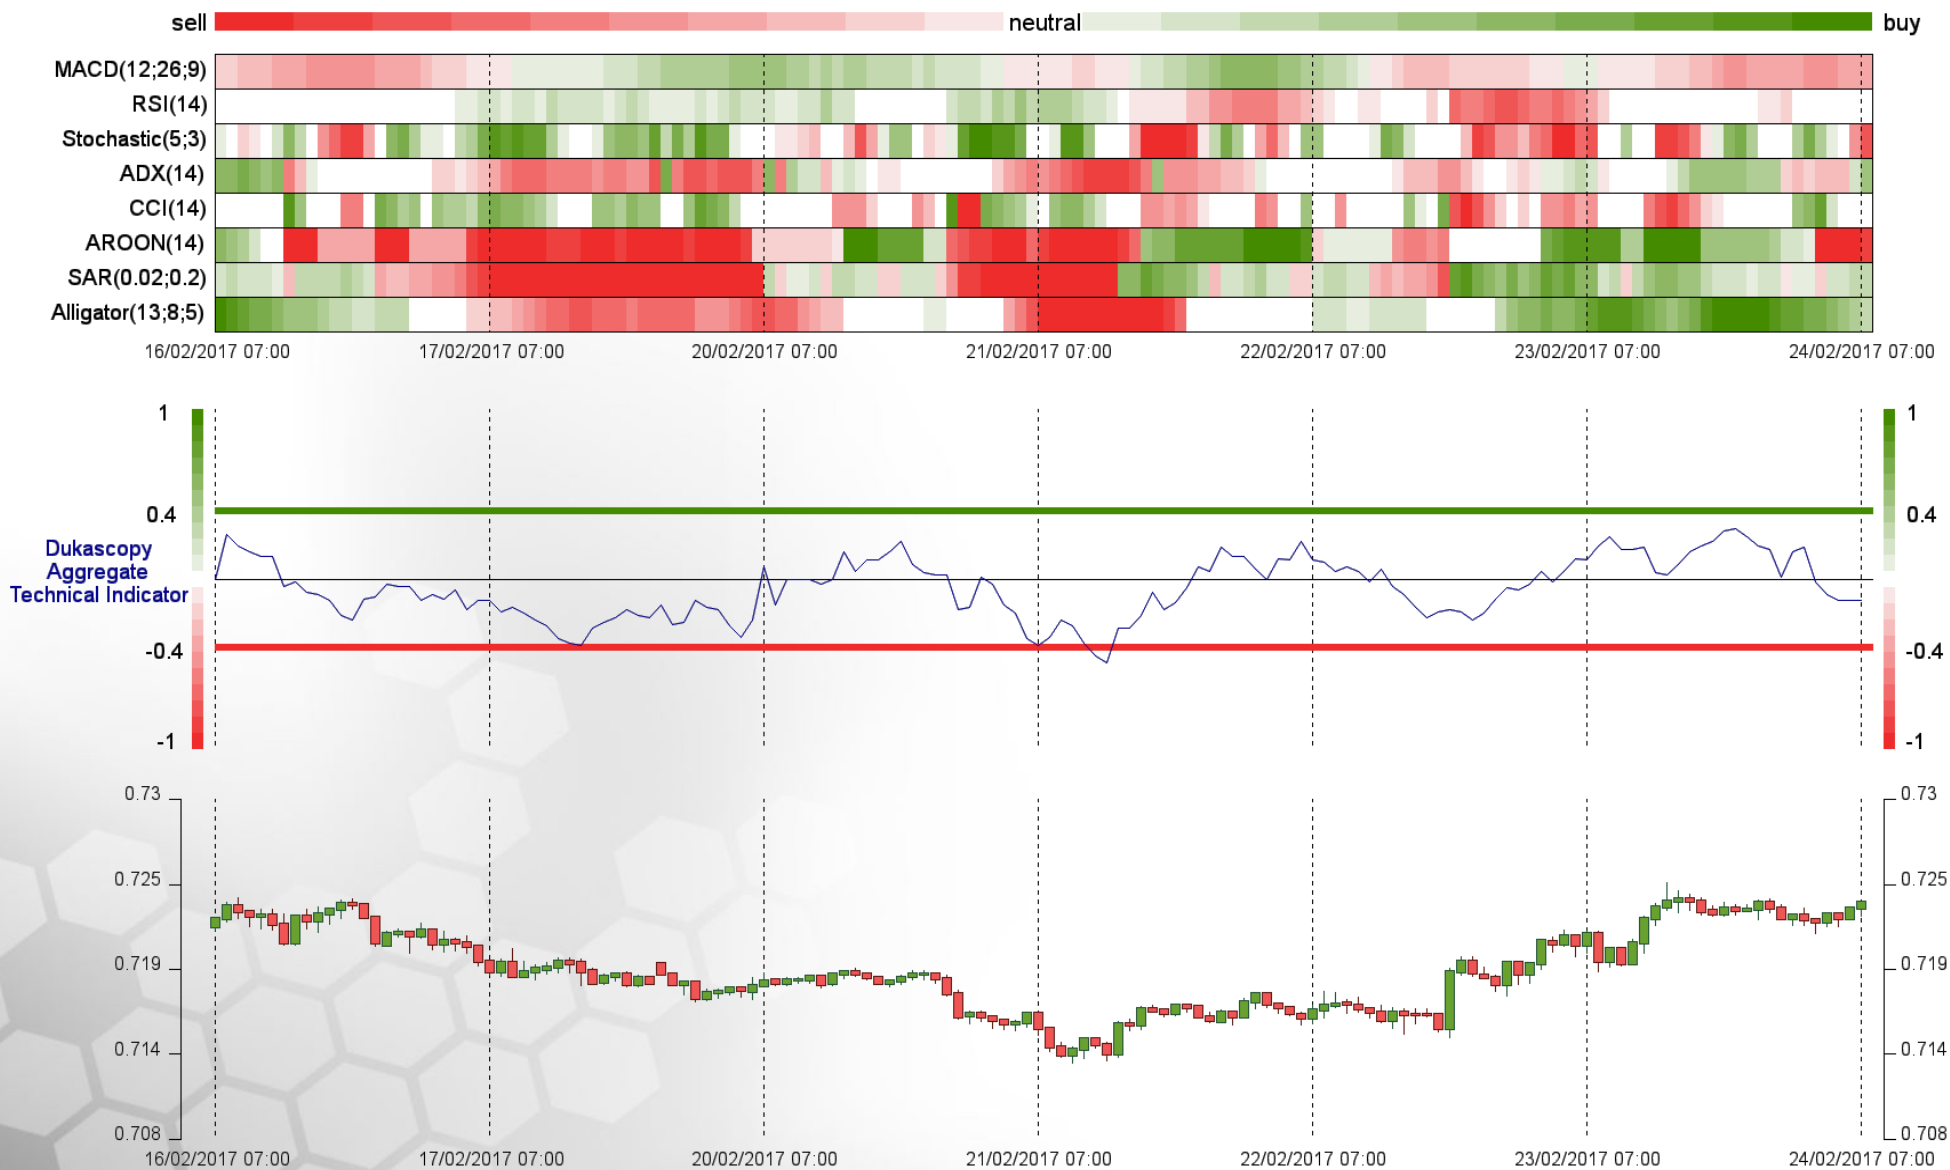 sell neutral buy
MACD(12;26;9)
RSI(14)
Stochastic(5;3)
ADX(14)
CCI(14)
AROON(14)
SAR(0.02;0.2)
Alligator(13;8;5)
16/02/2017 07:00 17/02/2017 07:00 20/02/2017 07:00 21/02/2017 07:00 22/02/2017 07:00 23/02/2017 07:00 24/02/2017 07:00
1 1
0.4 0.4
Dukascopy
Aggregate
Technical Indicator
-0.4 -0.4
-1 -1
0.73 0.73
0.725 0.725
0.719 0.719
0.714 0.714
0.708 0.708
16/02/2017 07:00 17/02/2017 07:00 20/02/2017 07:00 21/02/2017 07:00 22/02/2017 07:00 23/02/2017 07:00 24/02/2017 07:00